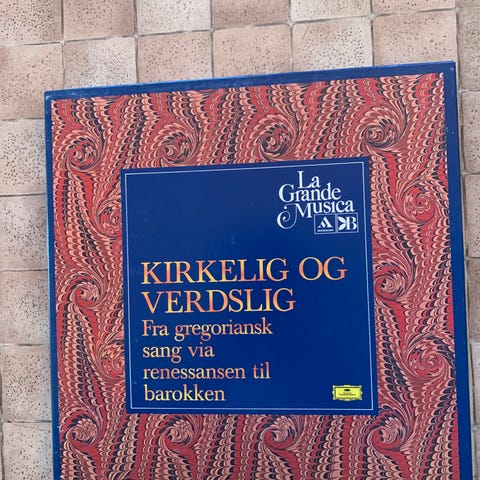 La
Grande
Musica
KIRKELIG OG
VERDSLIG
Fra gregoriansk
sang via
renessansen til
barokken